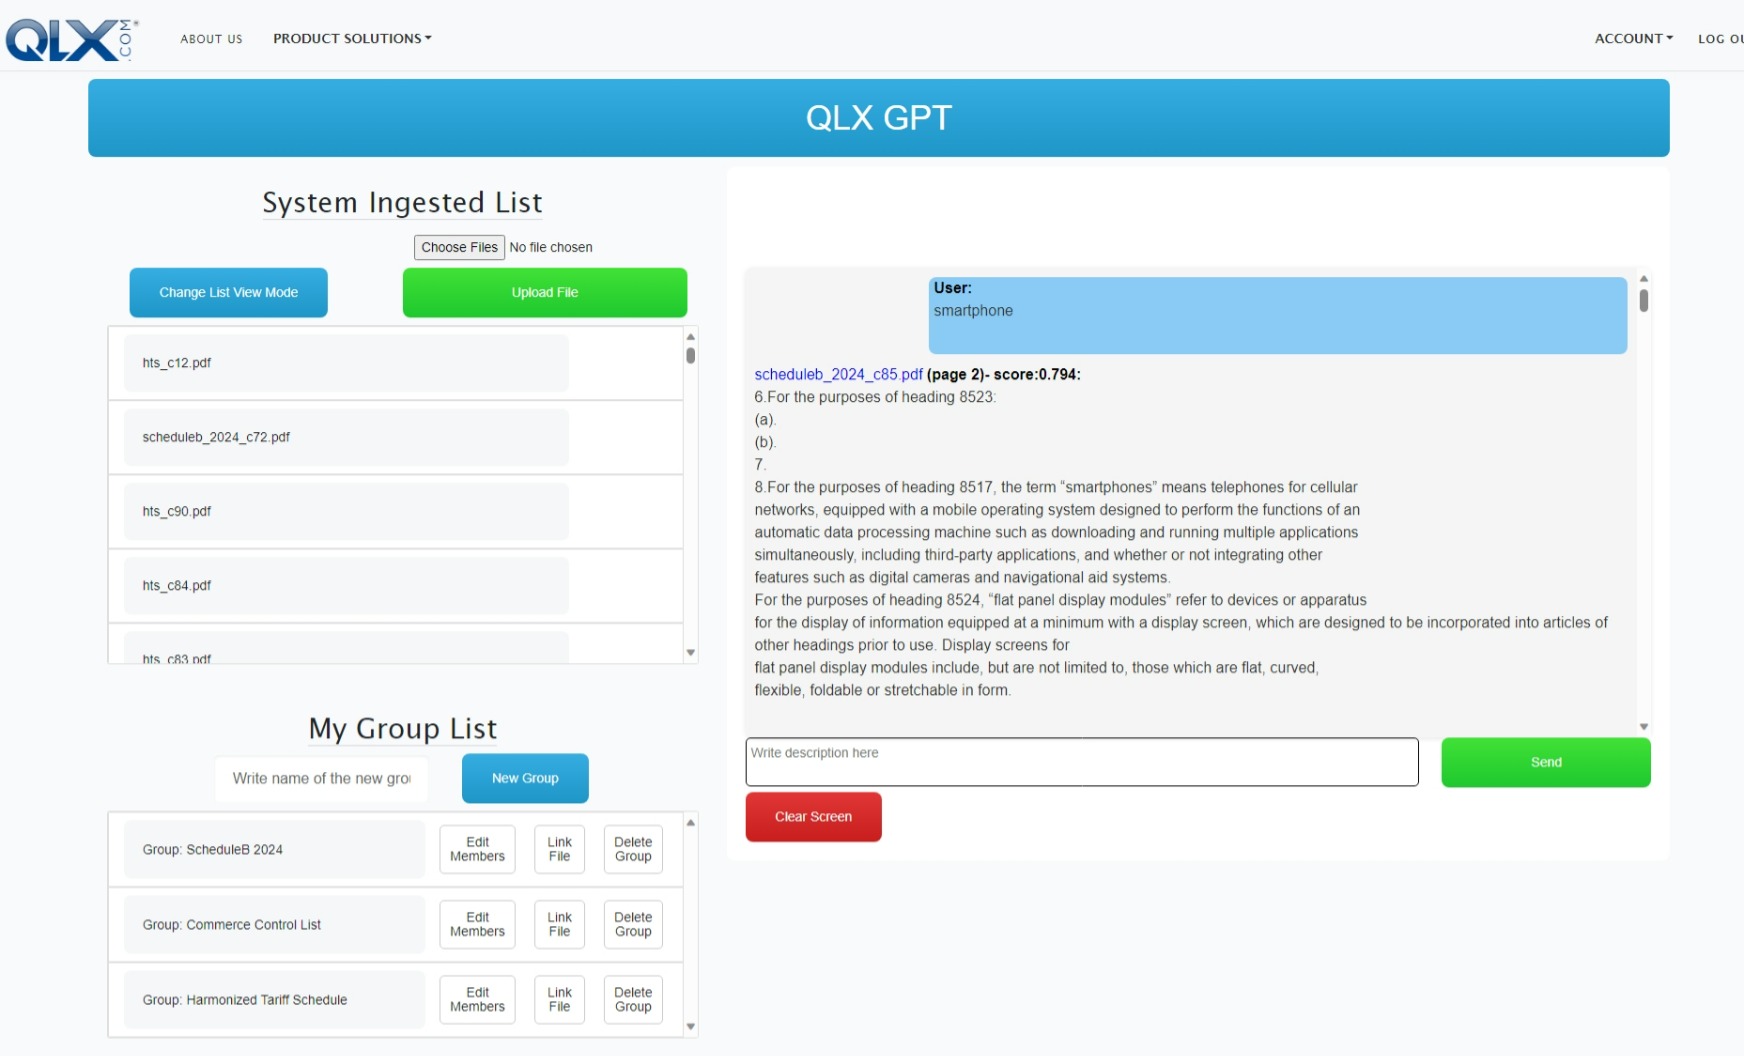 QLX.COM®
ABOUT US
PRODUCT SOLUTIONS
ACCOUNT
LOG
QLX GPT
System Ingested List
Choose Files No file chosen
Change List View Mode
Upload File
hts_c12.pdf
scheduleb_2024_c72.pdf
hts_c90.pdf
hts_c84.pdf
hts_c83.pdf
My Group List
Write name of the new
New Group
Group: ScheduleB 2024
Edit
Members
Link
File
Delete
Group
Group: Commerce Control List
Edit
Members
Link
File
Delete
Group
Group: Harmonized Tariff Schedule
Edit
Members
Link
File
Delete
Group
User:
smartphone
scheduleb_2024_c85.pdf (page 2)- score:0.794:
6.For the purposes of heading 8523:
(a).
(b).
7.
8.For the purposes of heading 8517, the term “smartphones” means telephones for cellular
networks, equipped with a mobile operating system designed to perform the functions of an
automatic data processing machine such as downloading and running multiple applications
simultaneously, including third-party applications, and whether or not integrating other
features such as digital cameras and navigational aid systems.
For the purposes of heading 8524, “flat panel display modules” refer to devices or apparatus
for the display of information equipped at a minimum with a display screen, which are designed to be incorporated into articles of
other headings prior to use. Display screens for
flat panel display modules include, but are not limited to, those which are flat, curved,
flexible, foldable or stretchable in form.
Write description here
Send
Clear Screen